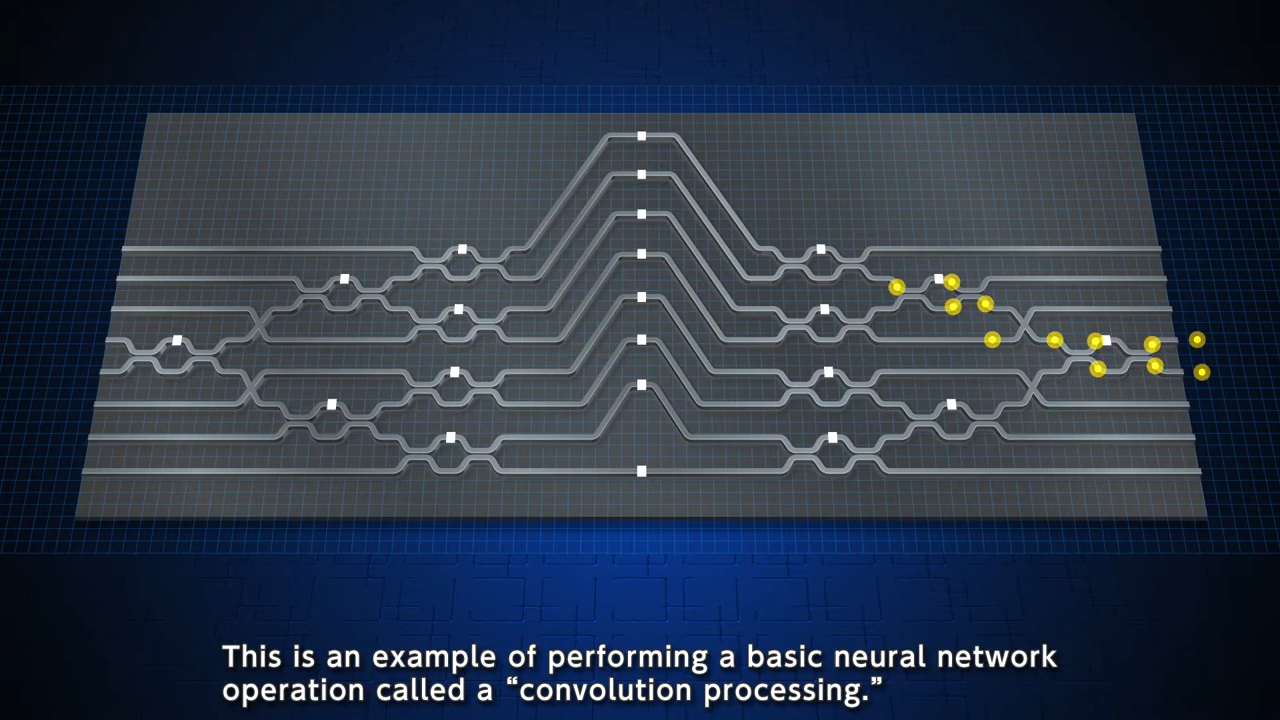 This is an example of performing a basic neural network
operation called a “convolution processing.”